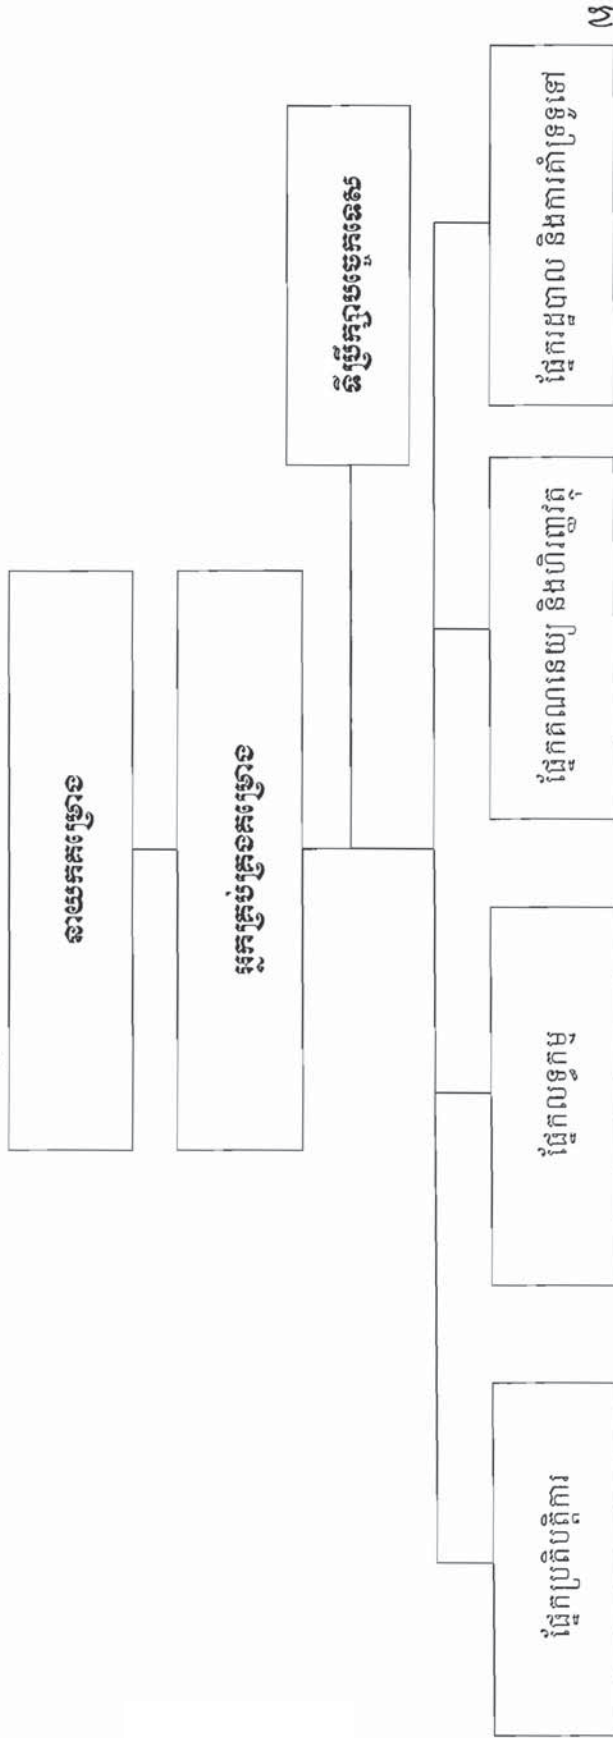 នាយកគម្រោង
អ្នកគ្រប់គ្រងគម្រោង
ទីប្រឹក្សាបច្ចេកទេស
ផ្នែកប្រតិបត្តិការ
ផ្នែកលទ្ធកម្ម
ផ្នែកគណនេយ្យ និងហិរញ្ញវត្ថុ
ផ្នែករដ្ឋបាល និងការគាំទ្រទូទៅ